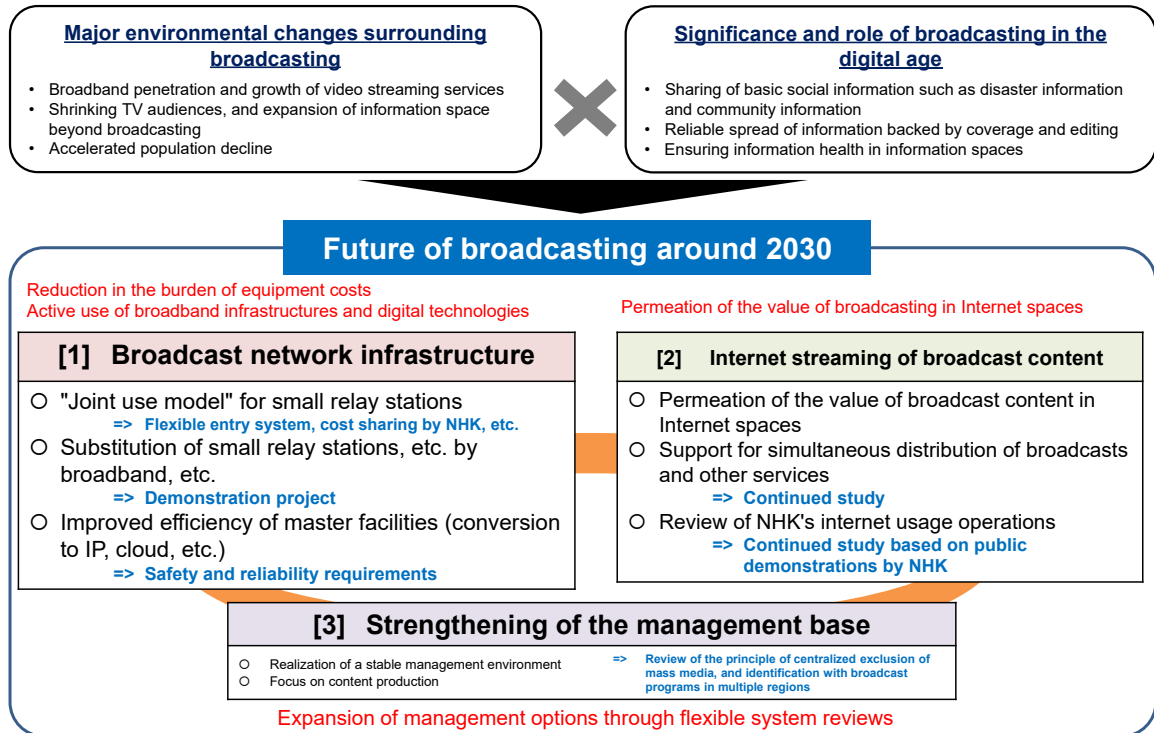 Major environmental changes surrounding
broadcasting
• Broadband penetration and growth of video streaming services
• Shrinking TV audiences, and expansion of information space
beyond broadcasting
• Accelerated population decline
Significance and role of broadcasting in the
digital age
• Sharing of basic social information such as disaster information
and community information
• Reliable spread of information backed by coverage and editing
• Ensuring information health in information spaces
Future of broadcasting around 2030
Reduction in the burden of equipment costs
Active use of broadband infrastructures and digital technologies
[1] Broadcast network infrastructure
○ "Joint use model" for small relay stations
=> Flexible entry system, cost sharing by NHK, etc.
○ Substitution of small relay stations, etc. by
broadband, etc.
=> Demonstration project
○ Improved efficiency of master facilities (conversion
to IP, cloud, etc.)
=> Safety and reliability requirements
Permeation of the value of broadcasting in Internet spaces
[2] Internet streaming of broadcast content
○ Permeation of the value of broadcast content in
Internet spaces
○ Support for simultaneous distribution of broadcasts
and other services
=> Continued study
○ Review of NHK's internet usage operations
=> Continued study based on public
demonstrations by NHK
[3] Strengthening of the management base
○ Realization of a stable management environment
○ Focus on content production
=> Review of the principle of centralized exclusion of
mass media, and identification with broadcast
programs in multiple regions
Expansion of management options through flexible system reviews